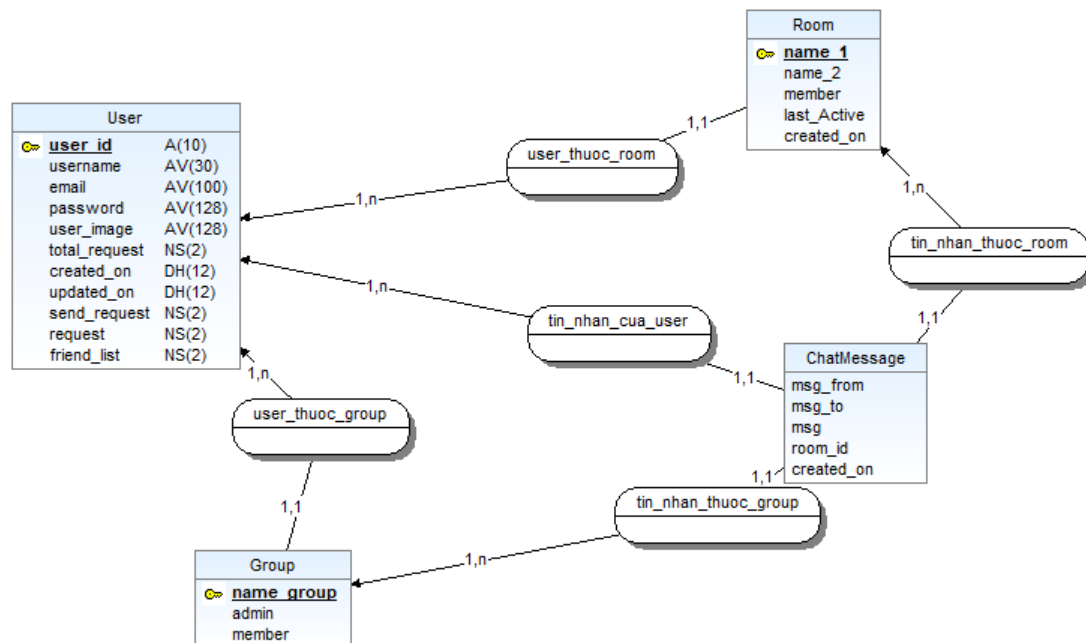 Room
name_1
name_2
member
last_Active
created_on
User
user_id A(10)
username AV(30)
email AV(100)
password AV(128)
user_image AV(128)
total_request NS(2)
created_on DH(12)
updated_on DH(12)
send_request NS(2)
request NS(2)
friend_list NS(2)
1,1
user_thuoc_room
1,n
1,n
tin_nhan_thuoc_room
1,1
1,n
tin_nhan_cua_user
1,1
ChatMessage
msg_from
msg_to
msg
room_id
created_on
1,n
user_thuoc_group
1,1
1,1
tin_nhan_thuoc_group
1,n
Group
name_group
admin
member